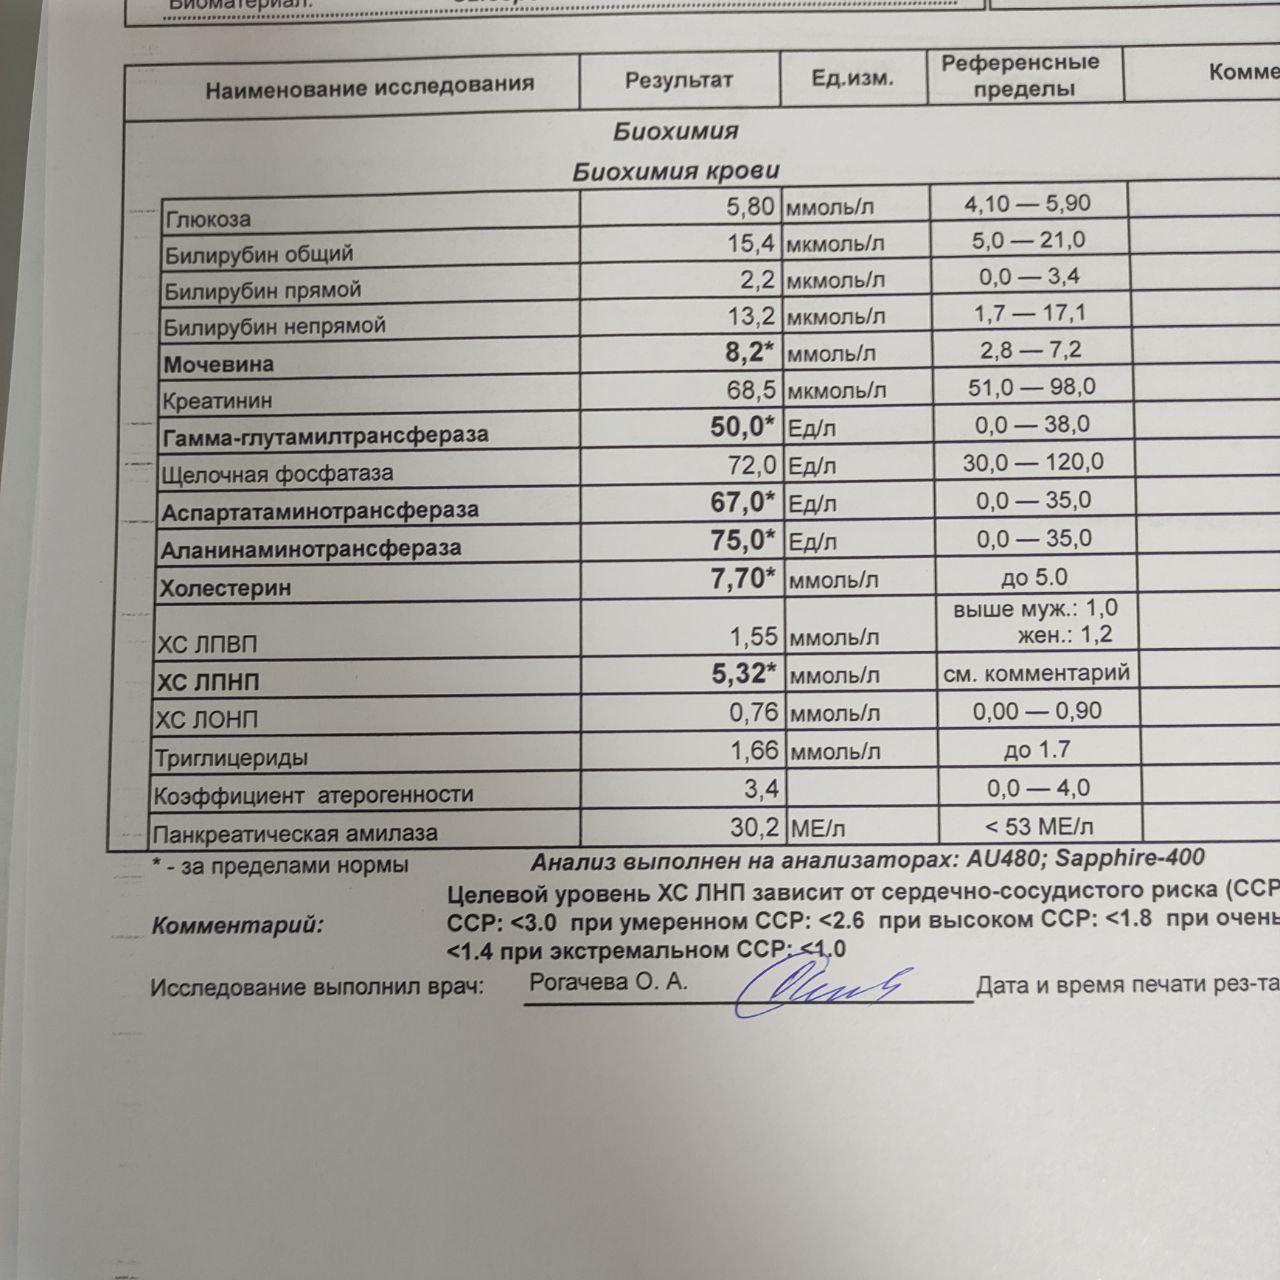 Биоматериал:
Наименование исследования Результат Ед.изм. Референсные пределы Комме
Биохимия
Биохимия крови
Глюкоза 5,80 ммоль/л 4,10 — 5,90
Билирубин общий 15,4 мкмоль/л 5,0 — 21,0
Билирубин прямой 2,2 мкмоль/л 0,0 — 3,4
Билирубин непрямой 13,2 мкмоль/л 1,7 — 17,1
Мочевина 8,2* ммоль/л 2,8 — 7,2
Креатинин 68,5 мкмоль/л 51,0 — 98,0
Гамма-глутамилтрансфераза 50,0* Ед/л 0,0 — 38,0
Щелочная фосфатаза 72,0 Ед/л 30,0 — 120,0
Аспартатаминотрансфераза 67,0* Ед/л 0,0 — 35,0
Аланинаминотрансфераза 75,0* Ед/л 0,0 — 35,0
Холестерин 7,70* ммоль/л до 5.0
ХС ЛПВП 1,55 ммоль/л выше муж.: 1,0 жен.: 1,2
ХС ЛПНП 5,32* ммоль/л см. комментарий
ХС ЛОНП 0,76 ммоль/л 0,00 — 0,90
Триглицериды 1,66 ммоль/л до 1.7
Коэффициент атерогенности 3,4 0,0 — 4,0
Панкреатическая амилаза 30,2 МЕ/л < 53 МЕ/л
* - за пределами нормы Анализ выполнен на анализаторах: AU480; Sapphire-400
Комментарий: Целевой уровень ХС ЛНП зависит от сердечно-сосудистого риска (ССР
ССР: <3.0 при умеренном ССР: <2.6 при высоком ССР: <1.8 при очень
<1.4 при экстремальном ССР: <1.0
Исследование выполнил врач: Рогачева О. А. Дата и время печати рез-та